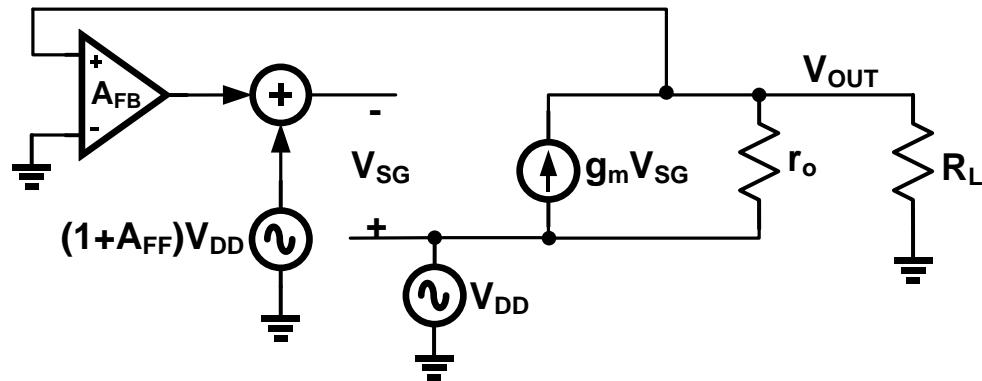 V_OUT
+
A_FB
-
+
-
V_SG
g_mV_SG
r_o
R_L
(1+A_FF)V_DD
+
V_DD